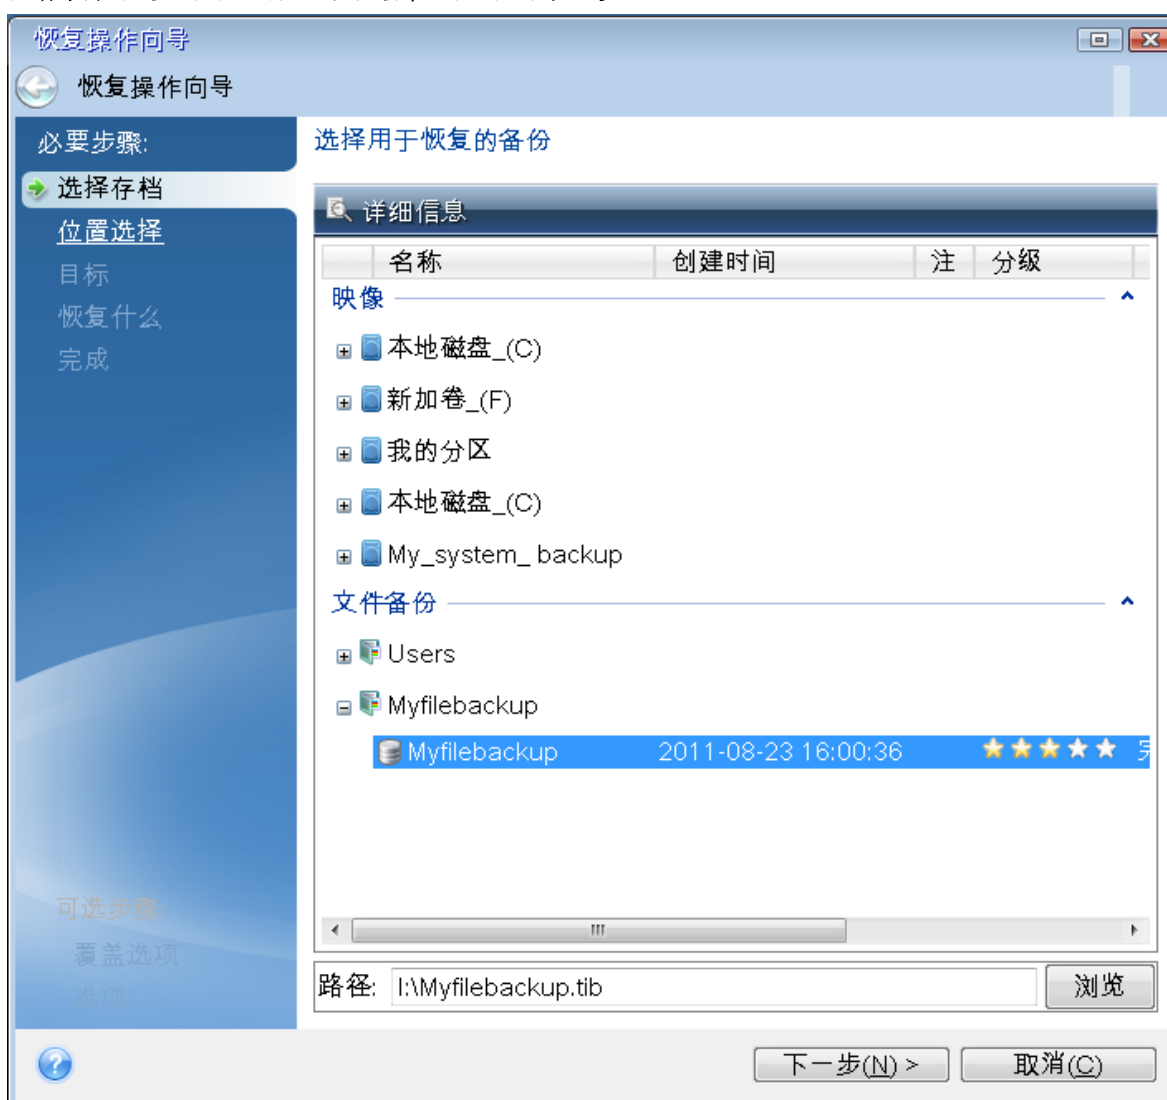 恢复操作向导
恢复操作向导
必要步骤:
选择存档
位置选择
目标
恢复什么
完成
可选步骤:
覆盖选项
选项
选择用于恢复的备份
详细信息
名称 创建时间 注 分级
映像
本地磁盘_(C)
新加卷_(F)
我的分区
本地磁盘_(C)
My_system_ backup
文件备份
Users
Myfilebackup
Myfilebackup 2011-08-23 16:00:36
路径: I:\Myfilebackup.tib 浏览
下一步(N) > 取消(C)